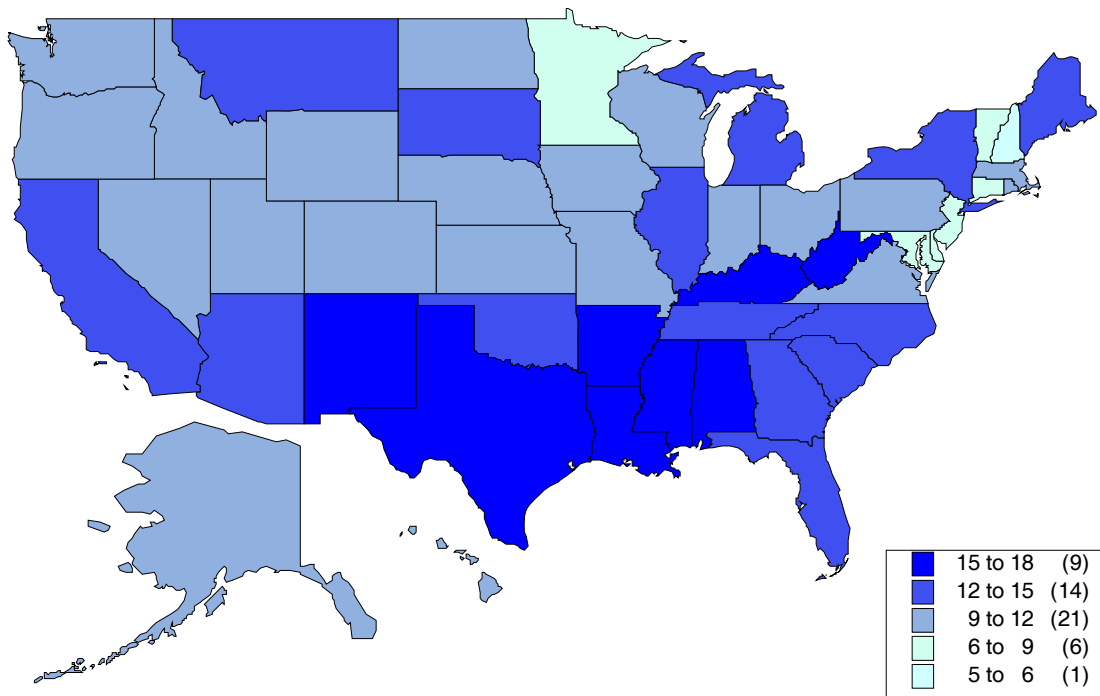 15 to 18 (9)
12 to 15 (14)
9 to 12 (21)
6 to 9 (6)
5 to 6 (1)